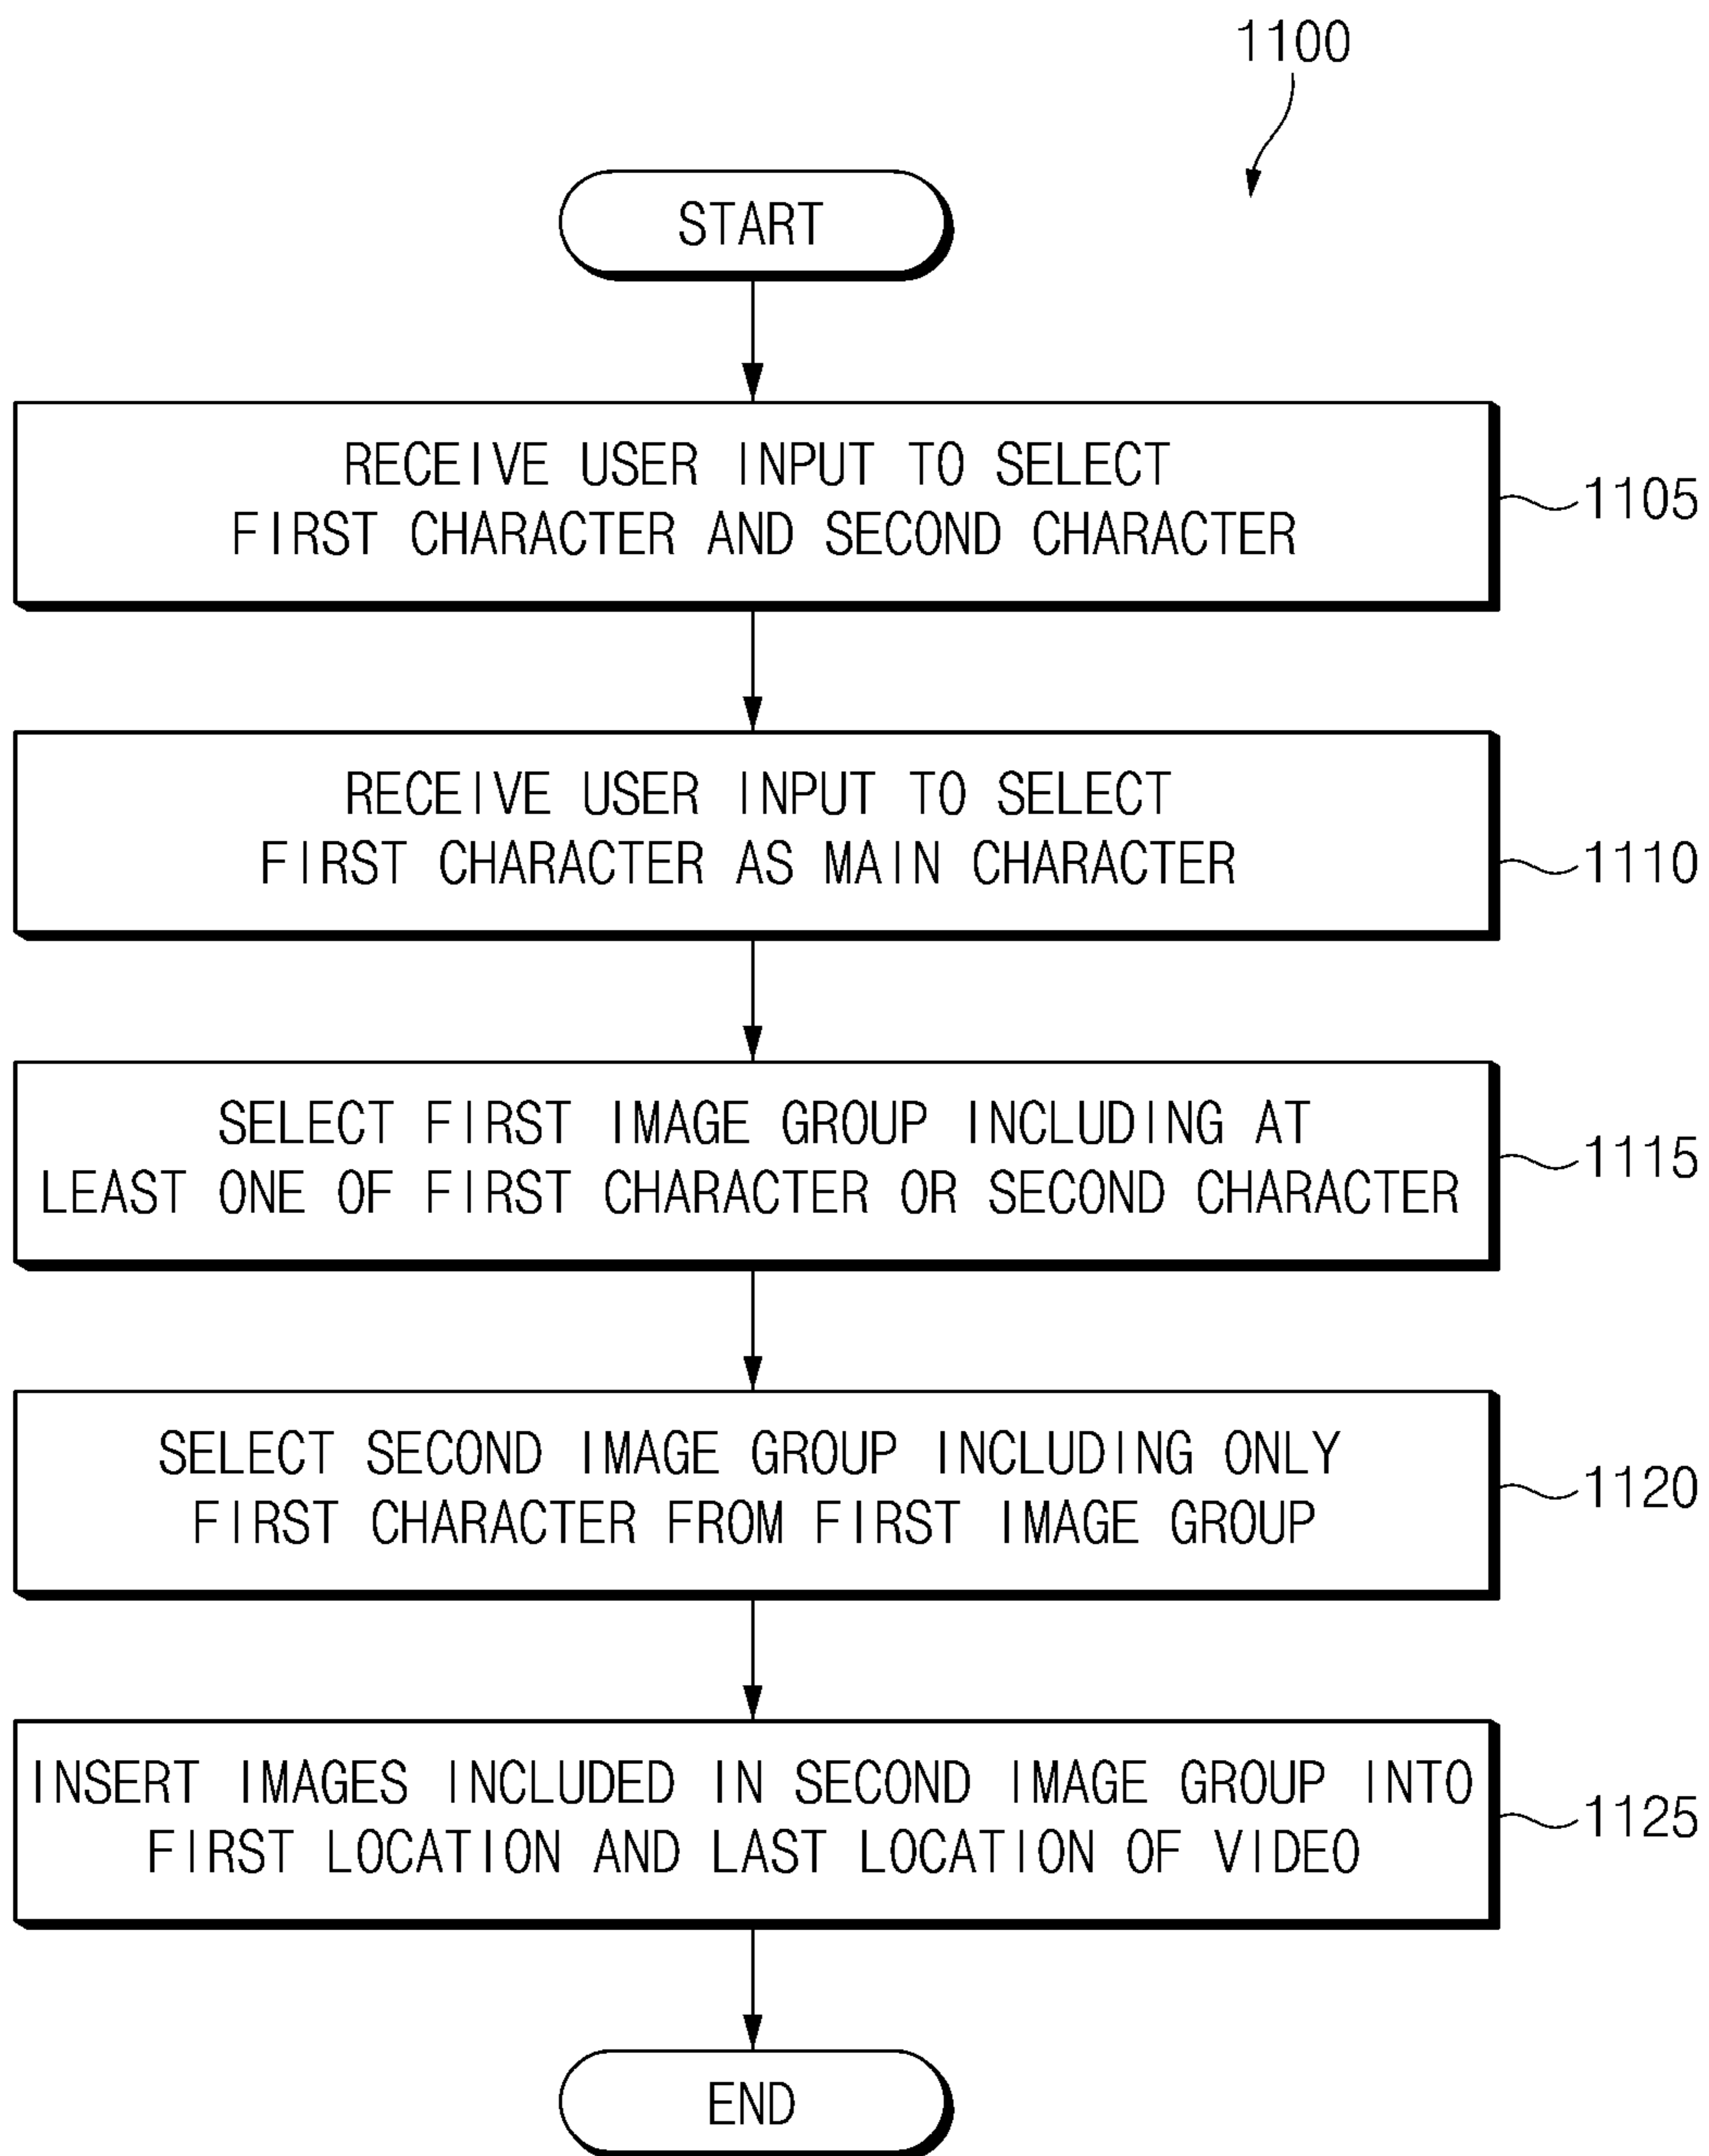 1100
START
RECEIVE USER INPUT TO SELECT
FIRST CHARACTER AND SECOND CHARACTER
1105
RECEIVE USER INPUT TO SELECT
FIRST CHARACTER AS MAIN CHARACTER
1110
SELECT FIRST IMAGE GROUP INCLUDING AT
LEAST ONE OF FIRST CHARACTER OR SECOND CHARACTER
1115
SELECT SECOND IMAGE GROUP INCLUDING ONLY
FIRST CHARACTER FROM FIRST IMAGE GROUP
1120
INSERT IMAGES INCLUDED IN SECOND IMAGE GROUP INTO
FIRST LOCATION AND LAST LOCATION OF VIDEO
1125
END